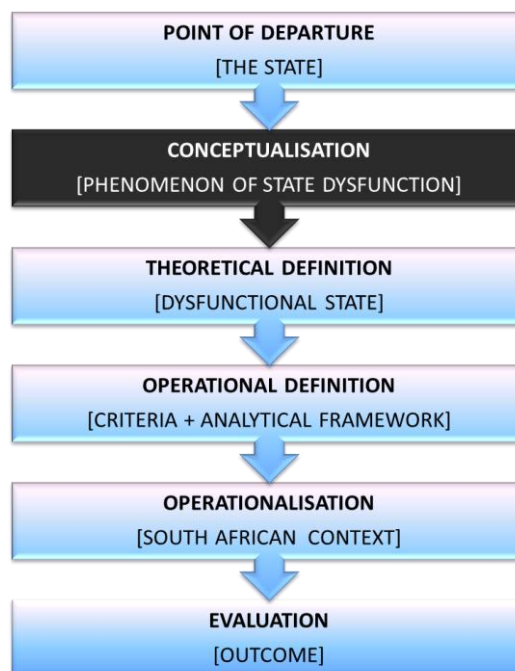 POINT OF DEPARTURE
[THE STATE]
CONCEPTUALISATION
[PHENOMENON OF STATE DYSFUNCTION]
THEORETICAL DEFINITION
[DYSFUNCTIONAL STATE]
OPERATIONAL DEFINITION
[CRITERIA + ANALYTICAL FRAMEWORK]
OPERATIONALISATION
[SOUTH AFRICAN CONTEXT]
EVALUATION
[OUTCOME]